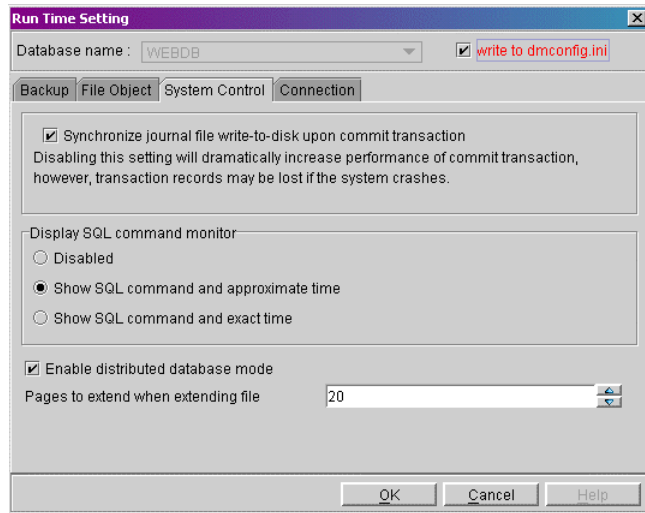 Run Time Setting
Database name : WEBDB write to dmconfig.ini
Backup File Object System Control Connection
Synchronize journal file write-to-disk upon commit transaction
Disabling this setting will dramatically increase performance of commit transaction,
however, transaction records may be lost if the system crashes.
Display SQL command monitor
Disabled
Show SQL command and approximate time
Show SQL command and exact time
Enable distributed database mode
Pages to extend when extending file 20
OK Cancel Help